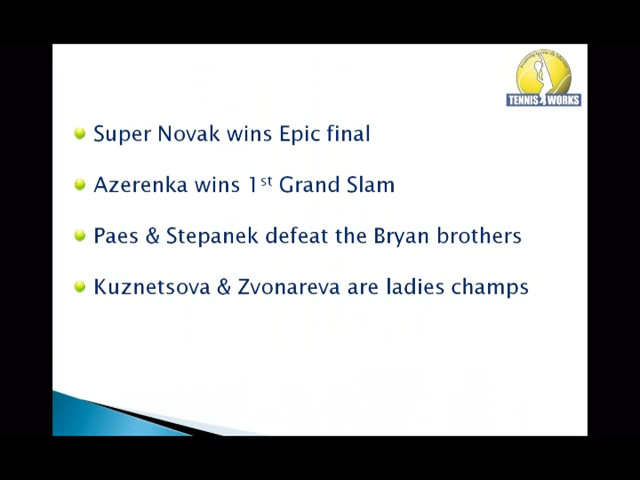 TENNIS WORKS
Super Novak wins Epic final
Azerenka wins 1st Grand Slam
Paes & Stepanek defeat the Bryan brothers
Kuznetsova & Zvonareva are ladies champs